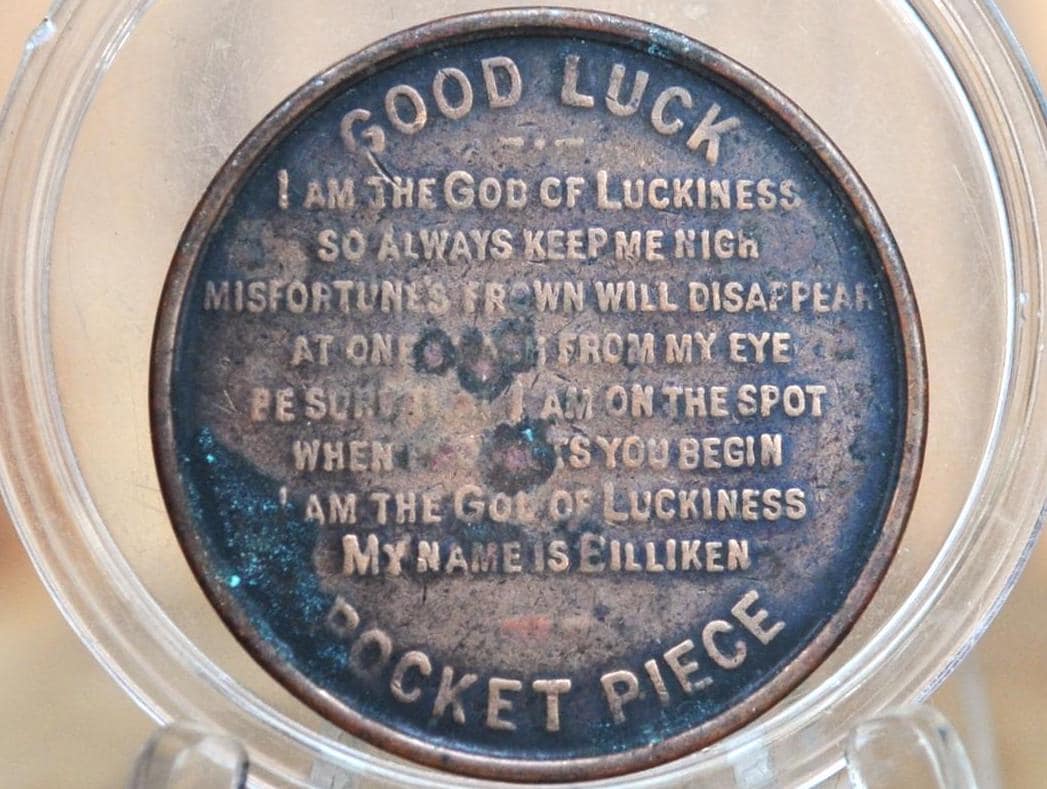 GOOD LUCK
I AM THE GOD OF LUCKINESS
SO ALWAYS KEEP ME NIGH
MISFORTUNES FROWN WILL DISAPPEAR
AT ONE FROM MY EYE
BE SURE I AM ON THE SPOT
WHEN YOU BEGIN
I AM THE GOD OF LUCKINESS
MY NAME IS BILLIKEN
POCKET PIECE